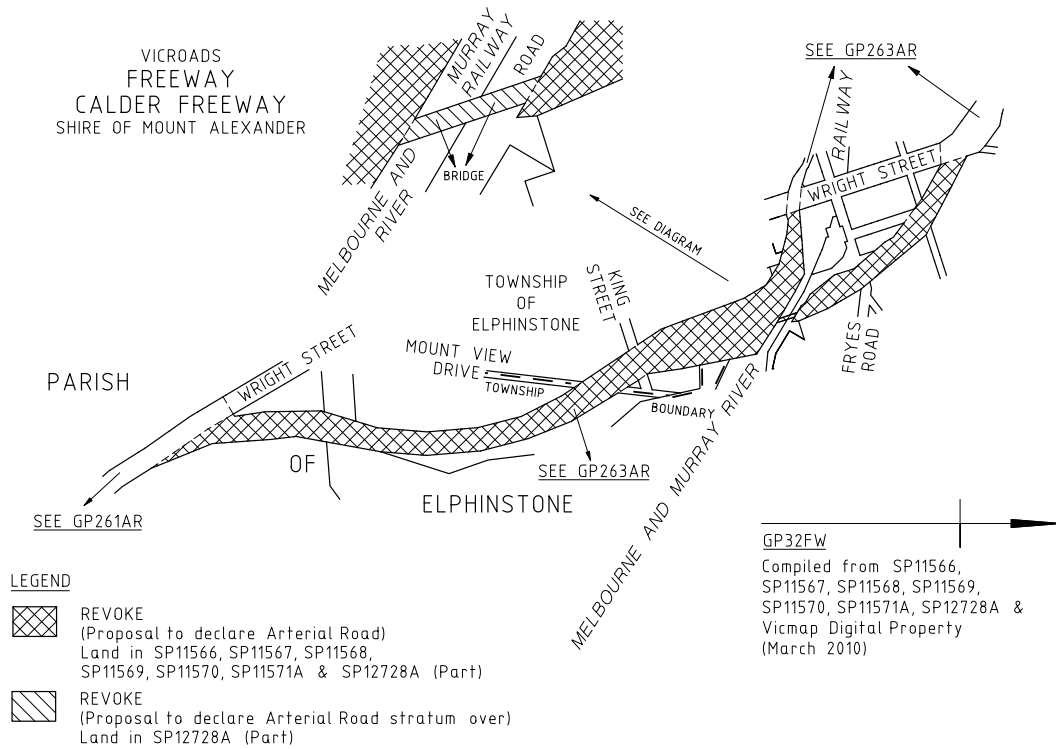 VICROADS
FREEWAY
CALDER FREEWAY
SHIRE OF MOUNT ALEXANDER
MURRAY
RAILWAY
ROAD
BRIDGE
MELBOURNE AND
RIVER
SEE DIAGRAM
SEE GP263AR
RAILWAY
WRIGHT STREET
TOWNSHIP
OF
ELPHINSTONE
KING
STREET
MOUNT VIEW
DRIVE
TOWNSHIP
BOUNDARY
FRYES
ROAD
WRIGHT STREET
PARISH
OF
ELPHINSTONE
SEE GP263AR
SEE GP261AR
MELBOURNE AND MURRAY RIVER
GP32FW
Compiled from SP11566,
SP11567, SP11568, SP11569,
SP11570, SP11571A, SP12728A &
Vicmap Digital Property
(March 2010)
LEGEND
REVOKE
(Proposal to declare Arterial Road)
Land in SP11566, SP11567, SP11568,
SP11569, SP11570, SP11571A & SP12728A (Part)
REVOKE
(Proposal to declare Arterial Road stratum over)
Land in SP12728A (Part)